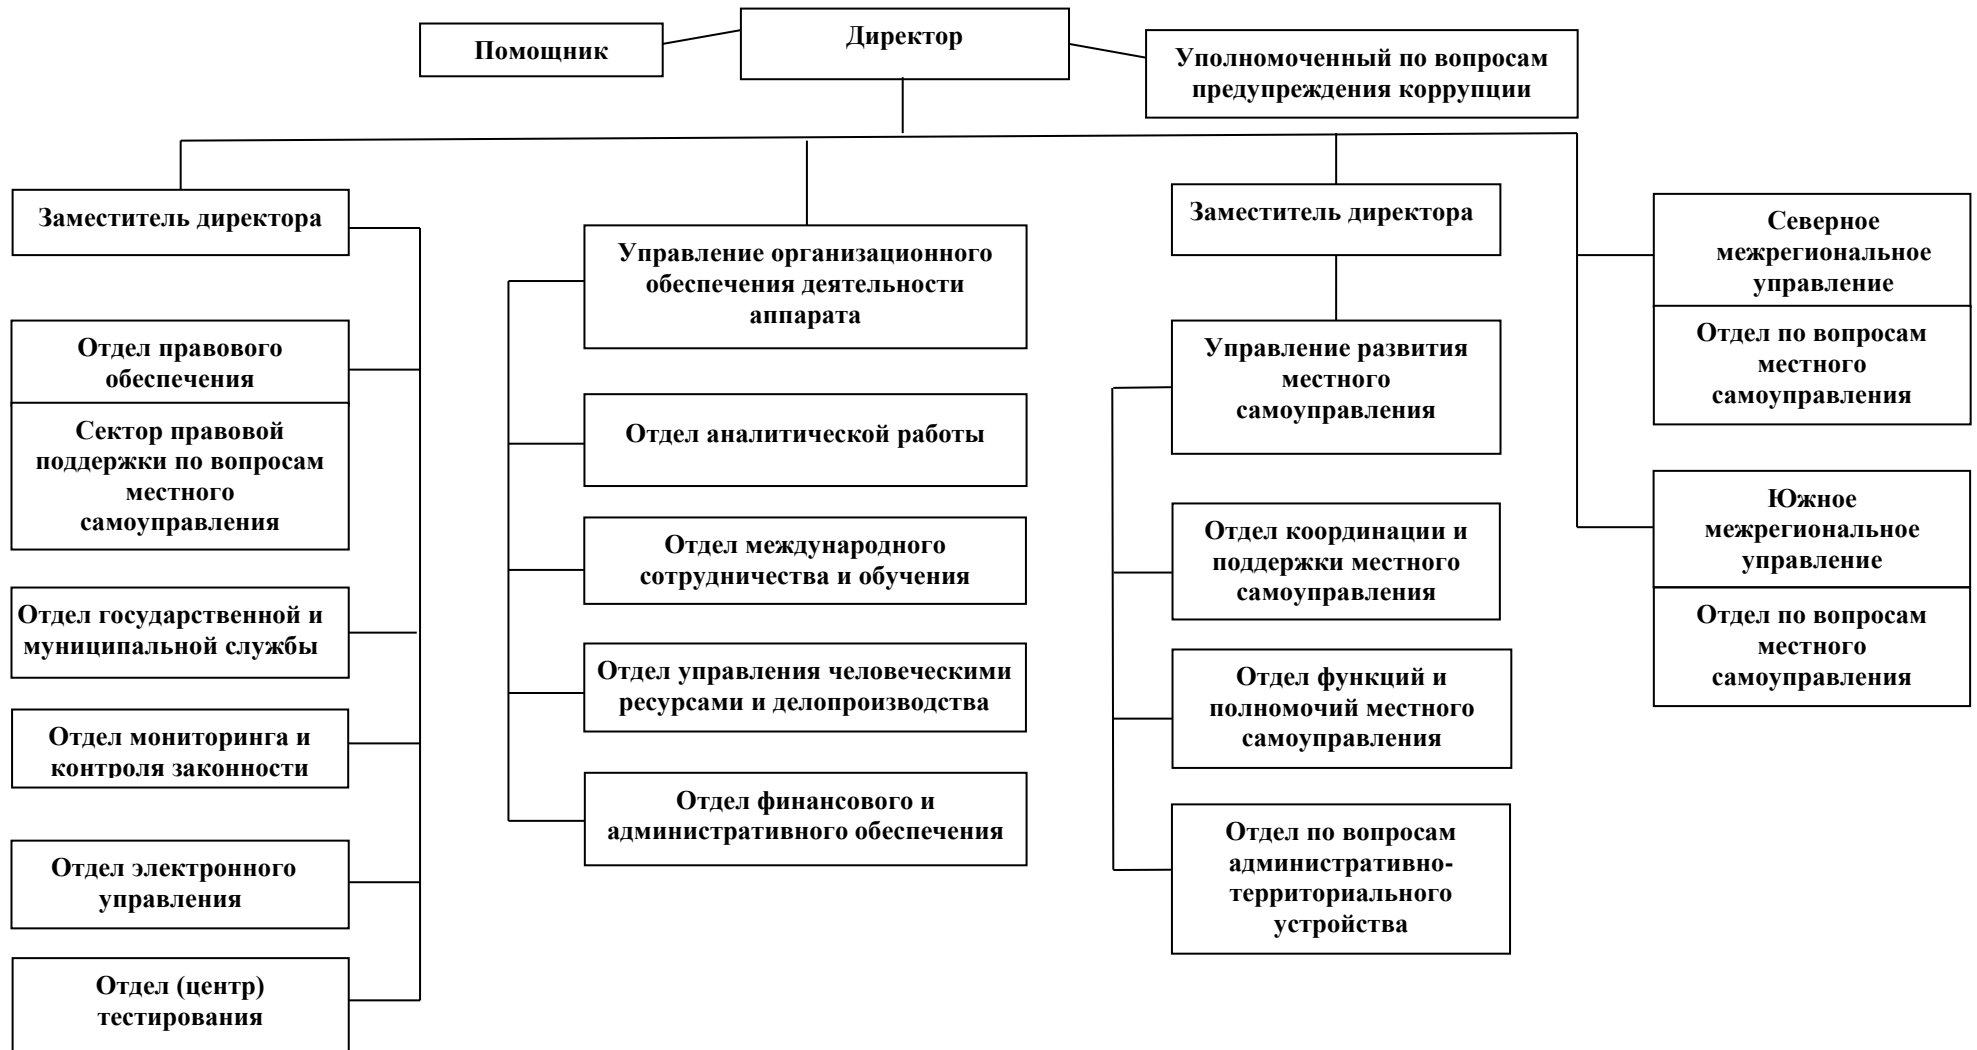 Помощник
Директор
Уполномоченный по вопросам
предупреждения коррупции
Заместитель директора
Отдел правового
обеспечения
Сектор правовой
поддержки по вопросам
местного
самоуправления
Отдел государственной и
муниципальной службы
Отдел мониторинга и
контроля законности
Отдел электронного
управления
Отдел (центр)
тестирования
Управление организационного
обеспечения деятельности
аппарата
Отдел аналитической работы
Отдел международного
сотрудничества и обучения
Отдел управления человеческими
ресурсами и делопроизводства
Отдел финансового и
административного обеспечения
Заместитель директора
Управление развития
местного
самоуправления
Отдел координации и
поддержки местного
самоуправления
Отдел функций и
полномочий местного
самоуправления
Отдел по вопросам
административно-
территориального
устройства
Северное
межрегиональное
управление
Отдел по вопросам
местного
самоуправления
Южное
межрегиональное
управление
Отдел по вопросам
местного
самоуправления